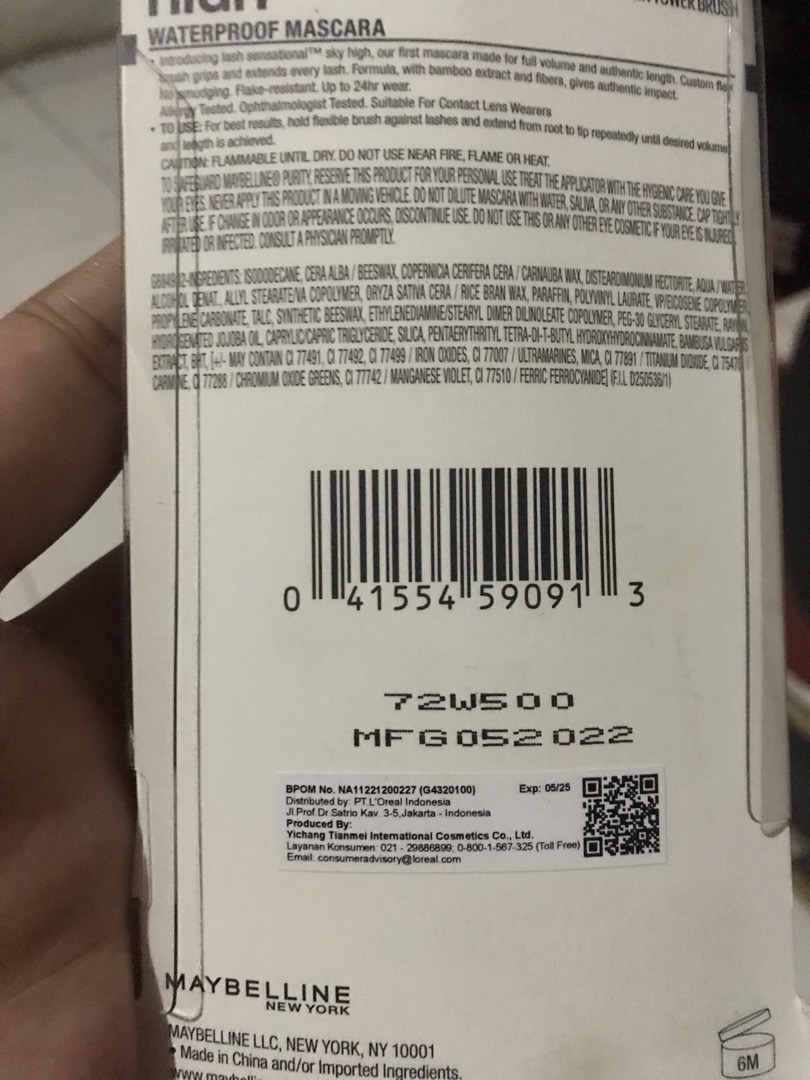 WATERPROOF MASCARA
Introducing lash sensational™ sky high, our first mascara made for full volume and authentic length. Custom flex
brush grips and extends every lash. Formula, with bamboo extract and fibers, gives authentic impact.
No smudging. Flake-resistant. Up to 24hr wear.
Allergy Tested. Ophthalmologist Tested. Suitable For Contact Lens Wearers
• TO USE: For best results, hold flexible brush against lashes and extend from root to tip repeatedly until desired volume
and length is achieved.
CAUTION: FLAMMABLE UNTIL DRY. DO NOT USE NEAR FIRE, FLAME OR HEAT.
TO SAFEGUARD MAYBELLINE® PURITY, RESERVE THIS PRODUCT FOR YOUR PERSONAL USE TREAT THE APPLICATOR WITH THE HYGIENIC CARE YOU GIVE
YOUR EYES. NEVER APPLY THIS PRODUCT IN A MOVING VEHICLE. DO NOT DILUTE MASCARA WITH WATER, SALIVA, OR ANY OTHER SUBSTANCE. CAP TIGHTLY
AFTER USE. IF CHANGE IN ODOR OR APPEARANCE OCCURS, DISCONTINUE USE. DO NOT USE THIS OR ANY OTHER EYE COSMETIC IF YOUR EYE IS INJURED,
IRRITATED OR INFECTED. CONSULT A PHYSICIAN PROMPTLY.
INGREDIENTS: ISODODECANE, CERA ALBA / BEESWAX, COPERNICIA CERIFERA CERA / CARNAUBA WAX, DISTEARDIMONIUM HECTORITE, AQUA / WATER,
ALCOHOL DENAT., ALLYL STEARATE/VA COPOLYMER, ORYZA SATIVA CERA / RICE BRAN WAX, PARAFFIN, POLYVINYL LAURATE, VP/EICOSENE COPOLYMER,
PROPYLENE CARBONATE, TALC, SYNTHETIC BEESWAX, ETHYLENEDIAMINE/STEARYL DIMER DILINOLEATE COPOLYMER, PEG-30 GLYCERYL STEARATE, RAYON,
HYDROGENATED JOJOBA OIL, CAPRYLIC/CAPRIC TRIGLYCERIDE, SILICA, PENTAERYTHRITYL TETRA-DI-T-BUTYL HYDROXYHYDROCINNAMATE, BAMBUSA VULGARIS
EXTRACT, BHT, [+/- MAY CONTAIN CI 77491, CI 77492, CI 77499 / IRON OXIDES, CI 77007 / ULTRAMARINES, MICA, CI 77891 / TITANIUM DIOXIDE, CI 75470 /
CARMINE, CI 77288 / CHROMIUM OXIDE GREENS, CI 77742 / MANGANESE VIOLET, CI 77510 / FERRIC FERROCYANIDE] (F.I.L. D250536/1)
0 41554 59091 3
72W500
MFG052022
BPOM No. NA11221200227 (G4320100) Exp: 05/25
Distributed by: PT.L'Oreal Indonesia
Jl.Prof.Dr.Satrio Kav. 3-5,Jakarta - Indonesia
Produced By:
Yichang Tianmei International Cosmetics Co., Ltd.
Layanan Konsumen: 021 - 29886899; 0-800-1-567-325 (Toll Free)
Email: consumeradvisory@loreal.com
MAYBELLINE
NEW YORK
MAYBELLINE LLC, NEW YORK, NY 10001
• Made in China and/or Imported Ingredients.
6M